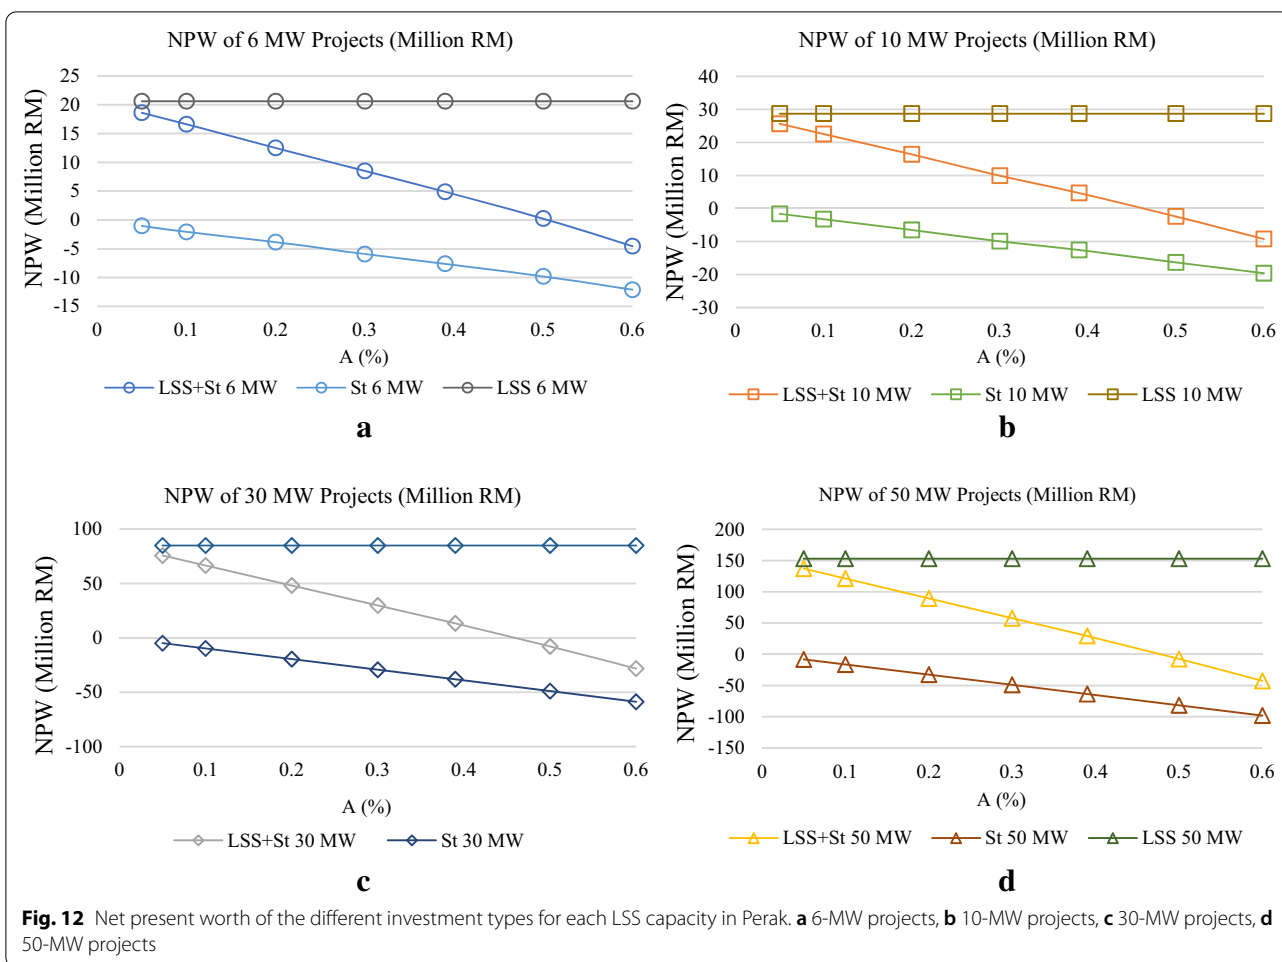 NPW of 6 MW Projects (Million RM)
NPW (Million RM)
25
20
15
10
5
0
-5
-10
-15
0 0.1 0.2 0.3 0.4 0.5 0.6
A (%)
LSS+St 6 MW St 6 MW LSS 6 MW
a
NPW of 10 MW Projects (Million RM)
NPW (Million RM)
40
30
20
10
0
-10
-20
-30
0 0.1 0.2 0.3 0.4 0.5 0.6
A (%)
LSS+St 10 MW St 10 MW LSS 10 MW
b
NPW of 30 MW Projects (Million RM)
NPW (Million RM)
100
50
0
-50
-100
0 0.1 0.2 0.3 0.4 0.5 0.6
A (%)
LSS+St 30 MW St 30 MW
c
NPW of 50 MW Projects (Million RM)
NPW (Million RM)
200
150
100
50
0
-50
-100
-150
0 0.1 0.2 0.3 0.4 0.5 0.6
A (%)
LSS+St 50 MW St 50 MW LSS 50 MW
d
Fig. 12 Net present worth of the different investment types for each LSS capacity in Perak. a 6-MW projects, b 10-MW projects, c 30-MW projects, d
50-MW projects